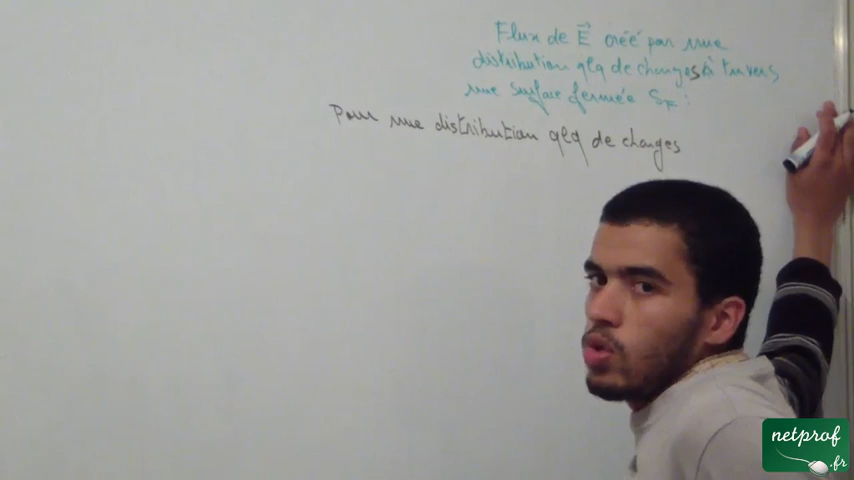 Flux de E⃗ créé par une
distribution qlq de charges à travers
une surface fermée SF :
Pour une distribution qlq de charges
netprof
.fr